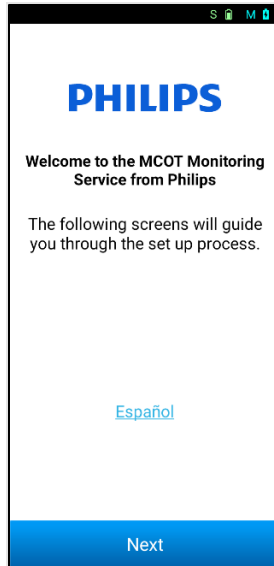 S M
PHILIPS
Welcome to the MCOT Monitoring
Service from Philips
The following screens will guide
you through the set up process.
Español
Next